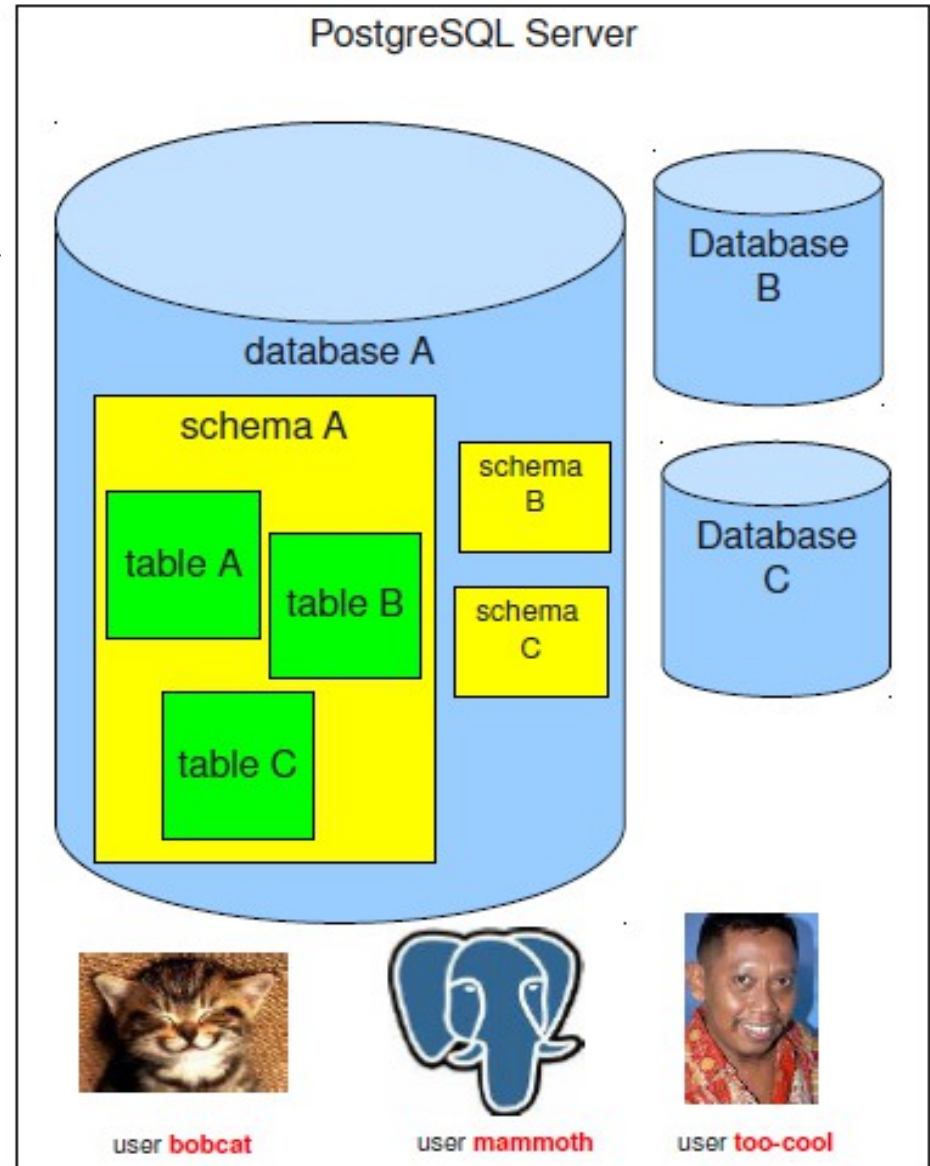 PostgreSQL Server
database A
Database
B
schema A
schema
B
table A
table B
Database
C
schema
C
table C
user bobcat
user mammoth
user too-cool